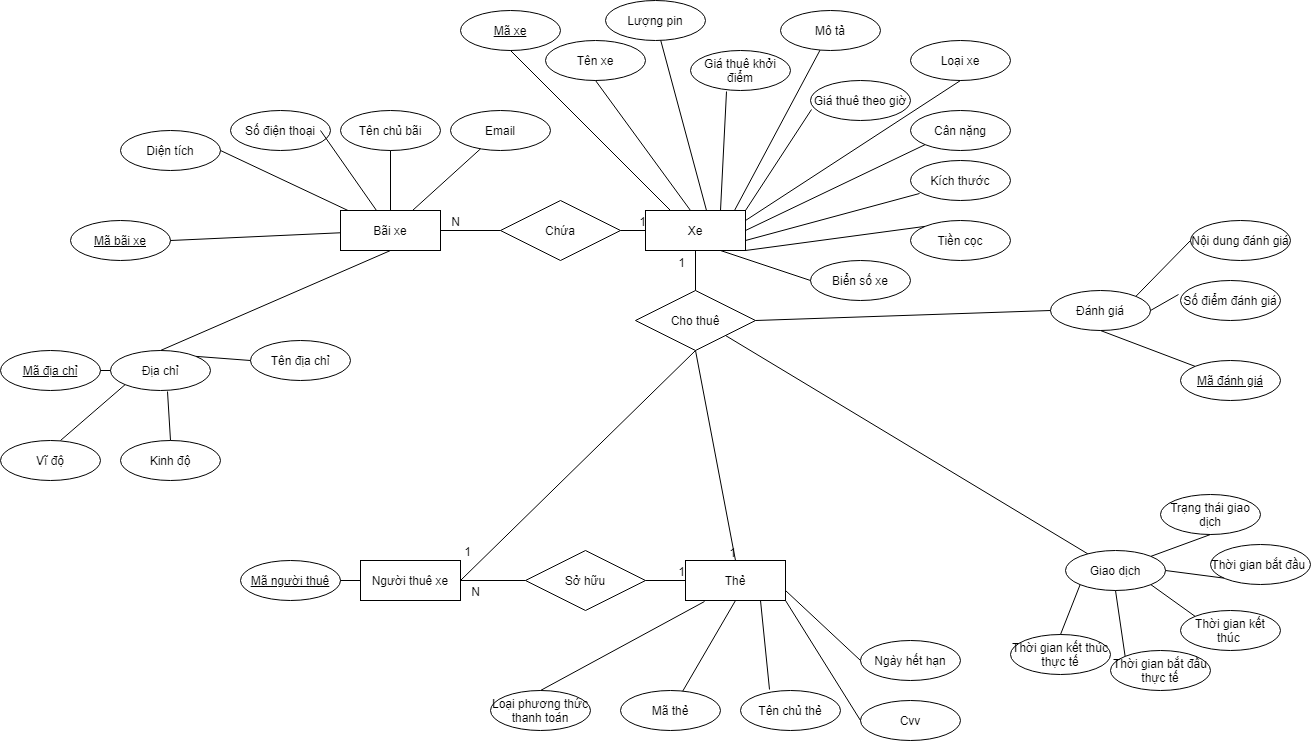 Mã xe
Lượng pin
Mô tả
Tên xe
Giá thuê khởi
điểm
Loại xe
Giá thuê theo giờ
Số điện thoại
Tên chủ bãi
Email
Cân nặng
Diện tích
Kích thước
Mã bãi xe
Bãi xe
N
Chứa
1
Xe
Tiền cọc
Nội dung đánh giá
1
Biển số xe
Số điểm đánh giá
Cho thuê
Đánh giá
Mã địa chỉ
Địa chỉ
Tên địa chỉ
Mã đánh giá
Vĩ độ
Kinh độ
Trạng thái giao
dịch
1
1
Thời gian bắt đầu
Mã người thuê
Người thuê xe
N
Sở hữu
1
Thẻ
Giao dịch
Thời gian kết
thúc
Thời gian kết thúc
thực tế
Thời gian bắt đầu
thực tế
Ngày hết hạn
Loại phương thức
thanh toán
Mã thẻ
Tên chủ thẻ
Cvv